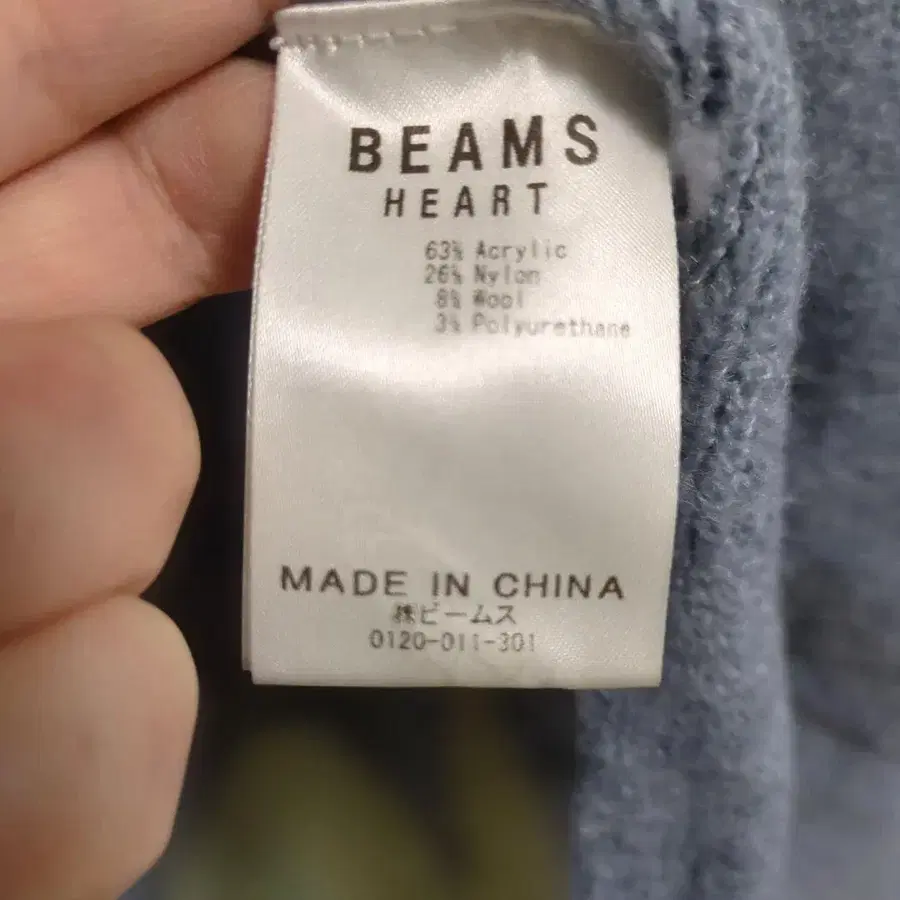 BEAMS
HEART
63% Acrylic
26% Nylon
8% Wool
3% Polyurethane
MADE IN CHINA
㈱ビームス
0120-011-301